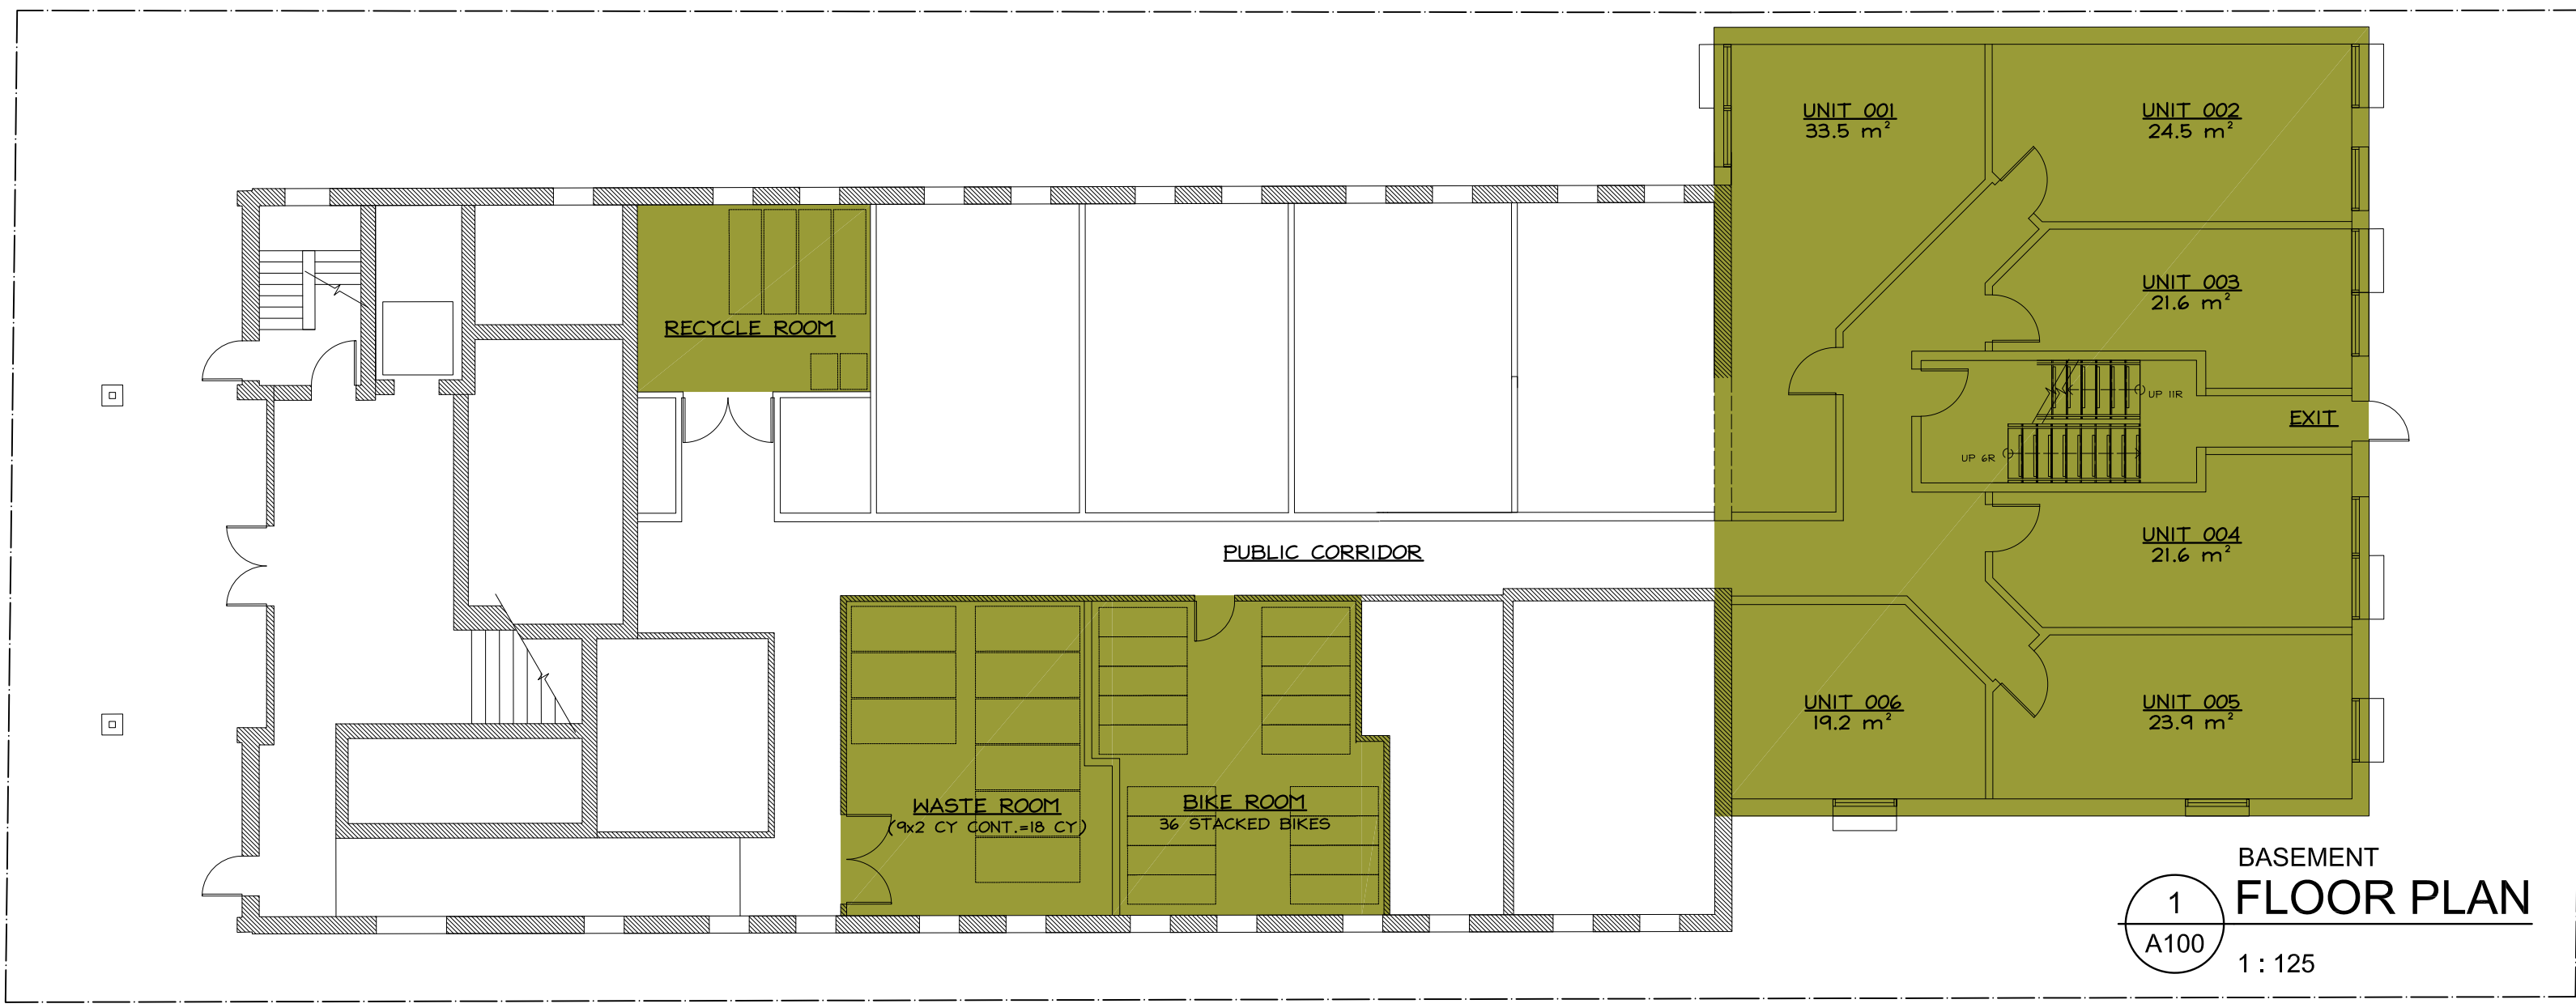 UNIT 001
33.5 m²
UNIT 002
24.5 m²
UNIT 003
21.6 m²
RECYCLE ROOM
UP 11R
EXIT
UP 6R
PUBLIC CORRIDOR
UNIT 004
21.6 m²
UNIT 006
19.2 m²
UNIT 005
23.9 m²
WASTE ROOM
(9x2 CY CONT.=18 CY)
BIKE ROOM
36 STACKED BIKES
BASEMENT
1
FLOOR PLAN
A100
1 : 125